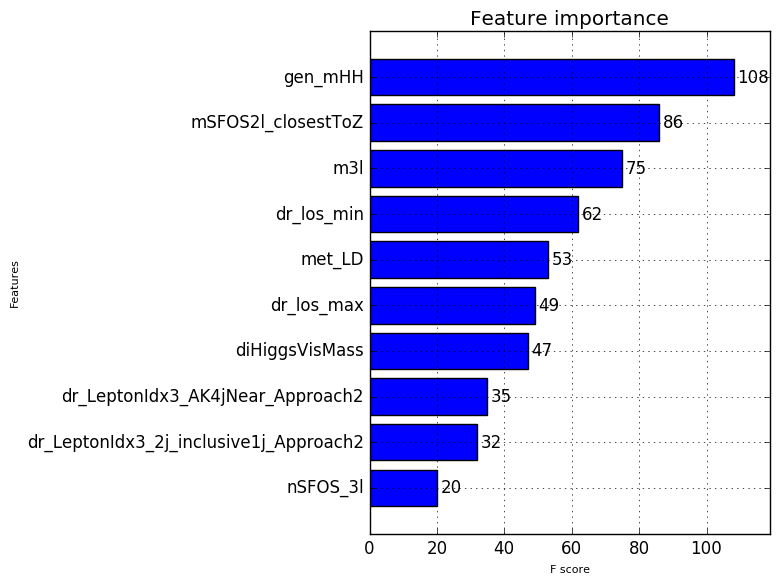 Feature importance
Features
gen_mHH
108
mSFOS2l_closestToZ
86
m3l
75
dr_los_min
62
met_LD
53
dr_los_max
49
diHiggsVisMass
47
dr_LeptonIdx3_AK4jNear_Approach2
35
dr_LeptonIdx3_2j_inclusive1j_Approach2
32
nSFOS_3l
20
0 20 40 60 80 100
F score